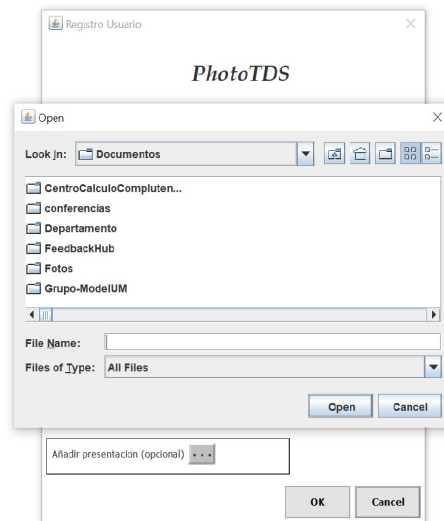 Registro Usuario
PhotoTDS
Open
Look In: Documentos
CentroCalculoCompluten...
conferencias
Departamento
FeedbackHub
Fotos
Grupo-ModelUM
File Name:
Files of Type: All Files
Open Cancel
Añadir presentacion (opcional) ...
OK Cancel